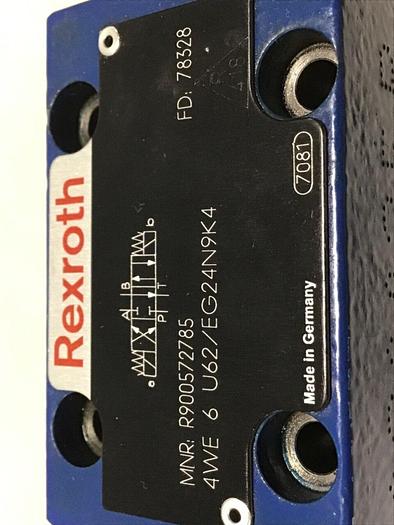 Rexroth
a
A
B
b
P
T
MNR: R900572785
FD: 78328
4WE 6 U62/EG24N9K4
7081
Made in Germany